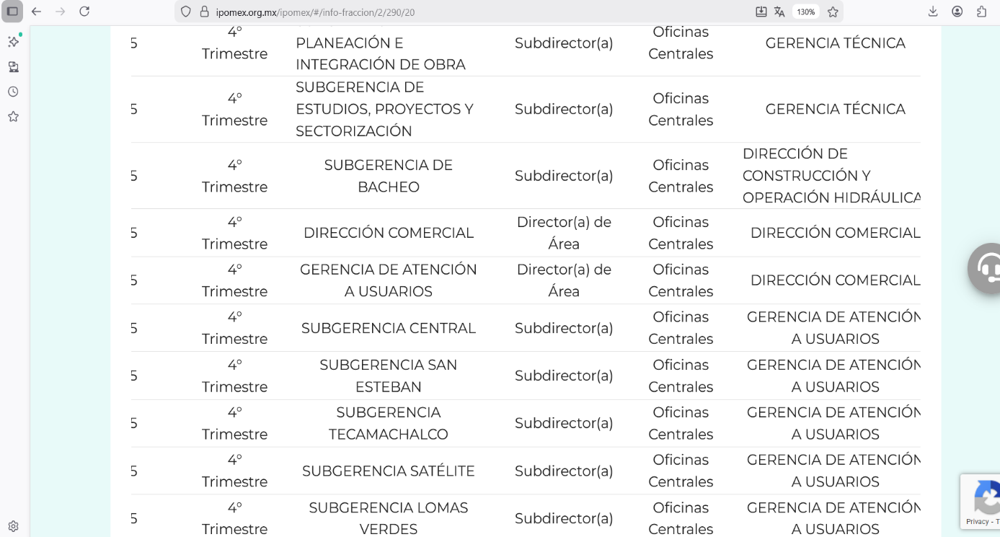 ipomex.org.mx/ipomex/#/info-fraccion/2/290/20
130%
5
4°
Trimestre
PLANEACIÓN E
INTEGRACIÓN DE OBRA
Subdirector(a)
Oficinas
Centrales
GERENCIA TÉCNICA
5
4°
Trimestre
SUBGERENCIA DE
ESTUDIOS, PROYECTOS Y
SECTORIZACIÓN
Subdirector(a)
Oficinas
Centrales
GERENCIA TÉCNICA
5
4°
Trimestre
SUBGERENCIA DE
BACHEO
Subdirector(a)
Oficinas
Centrales
DIRECCIÓN DE
CONSTRUCCIÓN Y
OPERACIÓN HIDRÁULICA
5
4°
Trimestre
DIRECCIÓN COMERCIAL
Director(a) de
Área
Oficinas
Centrales
DIRECCIÓN COMERCIAL
5
4°
Trimestre
GERENCIA DE ATENCIÓN
A USUARIOS
Director(a) de
Área
Oficinas
Centrales
DIRECCIÓN COMERCIAL
5
4°
Trimestre
SUBGERENCIA CENTRAL
Subdirector(a)
Oficinas
Centrales
GERENCIA DE ATENCIÓN
A USUARIOS
5
4°
Trimestre
SUBGERENCIA SAN
ESTEBAN
Subdirector(a)
Oficinas
Centrales
GERENCIA DE ATENCIÓN
A USUARIOS
5
4°
Trimestre
SUBGERENCIA
TECAMACHALCO
Subdirector(a)
Oficinas
Centrales
GERENCIA DE ATENCIÓN
A USUARIOS
5
4°
Trimestre
SUBGERENCIA SATÉLITE
Subdirector(a)
Oficinas
Centrales
GERENCIA DE ATENCIÓN
A USUARIOS
5
4°
Trimestre
SUBGERENCIA LOMAS
VERDES
Subdirector(a)
Oficinas
Centrales
GERENCIA DE ATENCIÓN
A USUARIOS
Privacy - T